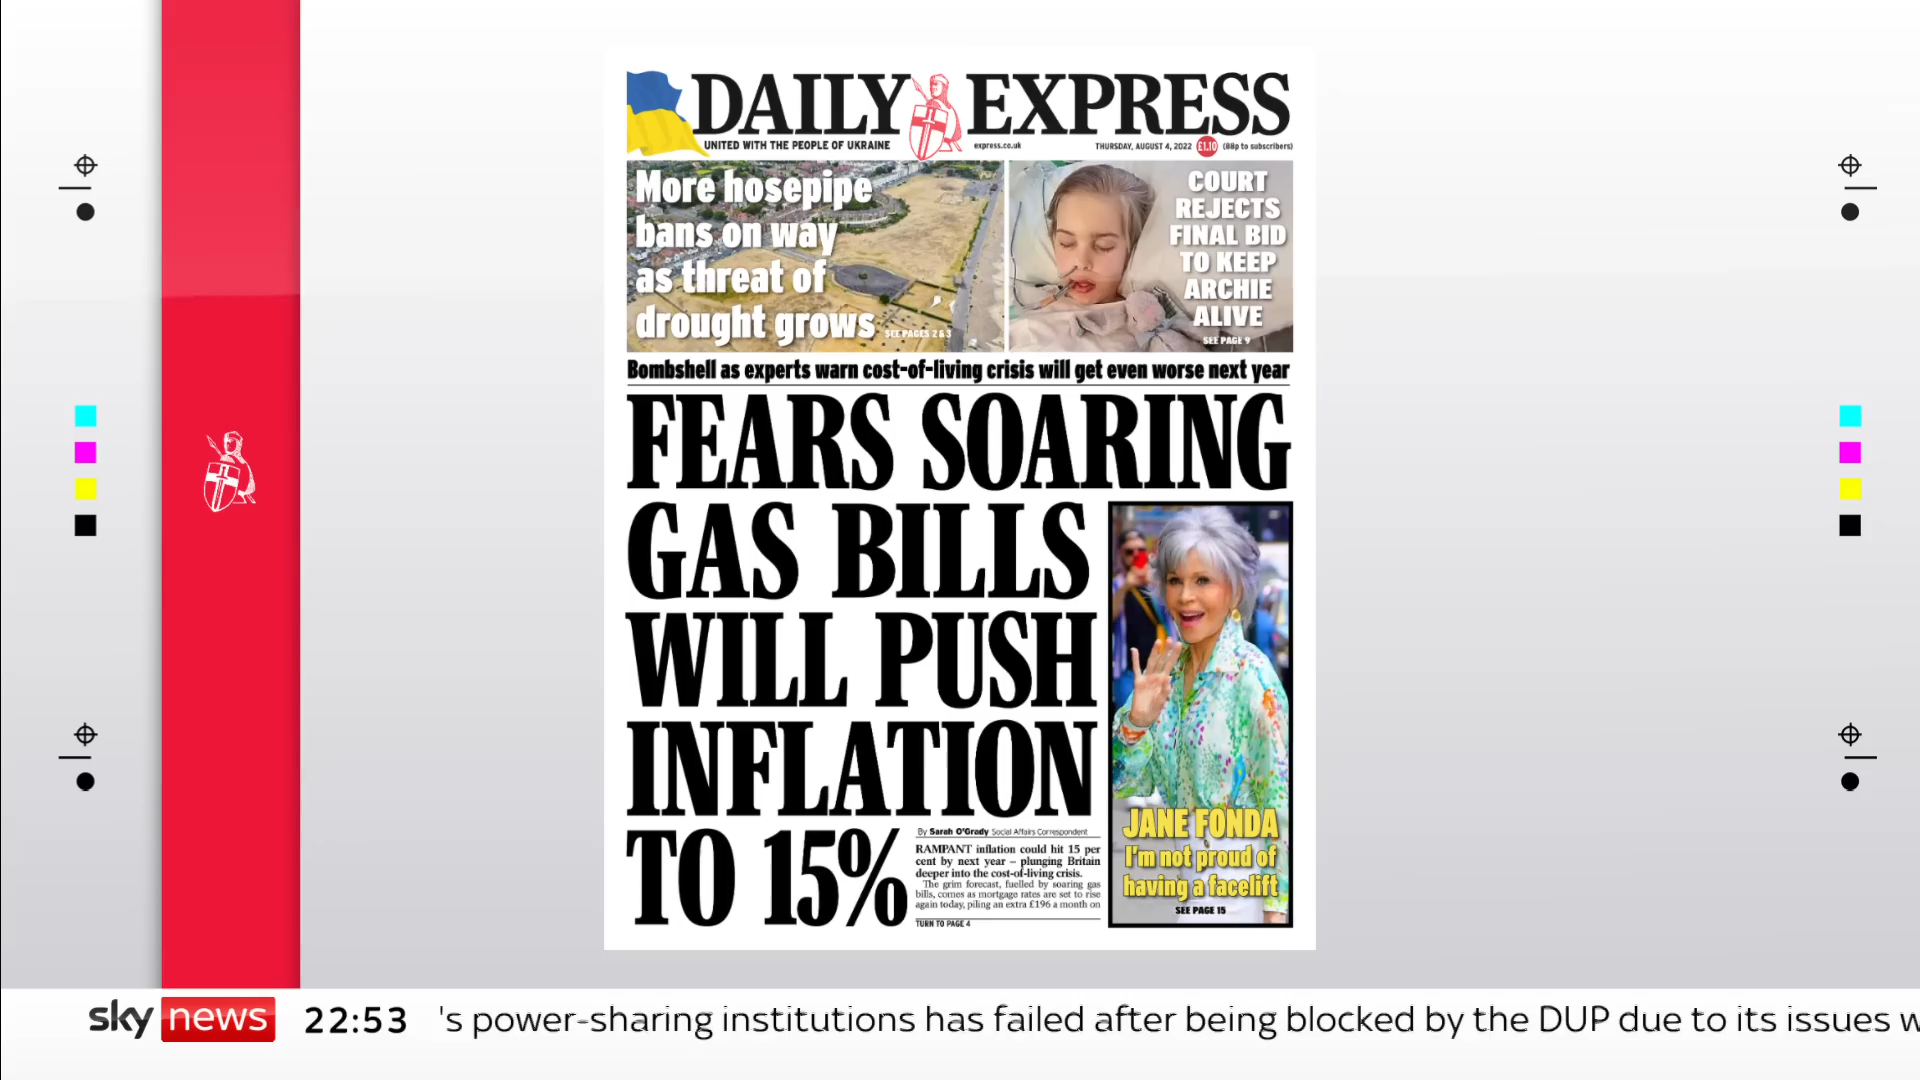 DAILY EXPRESS
UNITED WITH THE PEOPLE OF UKRAINE
express.co.uk
THURSDAY, AUGUST 4, 2022 £1.10 (88p to subscribers)
More hosepipe
bans on way
as threat of
drought grows SEE PAGES 2 & 3
COURT
REJECTS
FINAL BID
TO KEEP
ARCHIE
ALIVE
SEE PAGE 9
Bombshell as experts warn cost-of-living crisis will get even worse next year
FEARS SOARING
GAS BILLS
WILL PUSH
INFLATION
TO 15%
By Sarah O'Grady Social Affairs Correspondent
RAMPANT inflation could hit 15 per
cent by next year – plunging Britain
deeper into the cost-of-living crisis.
The grim forecast, fuelled by soaring gas
bills, comes as mortgage rates are set to rise
again today, piling an extra £196 a month on
TURN TO PAGE 4
JANE FONDA
I'm not proud of
having a facelift
SEE PAGE 15
sky news 22:53 's power-sharing institutions has failed after being blocked by the DUP due to its issues w